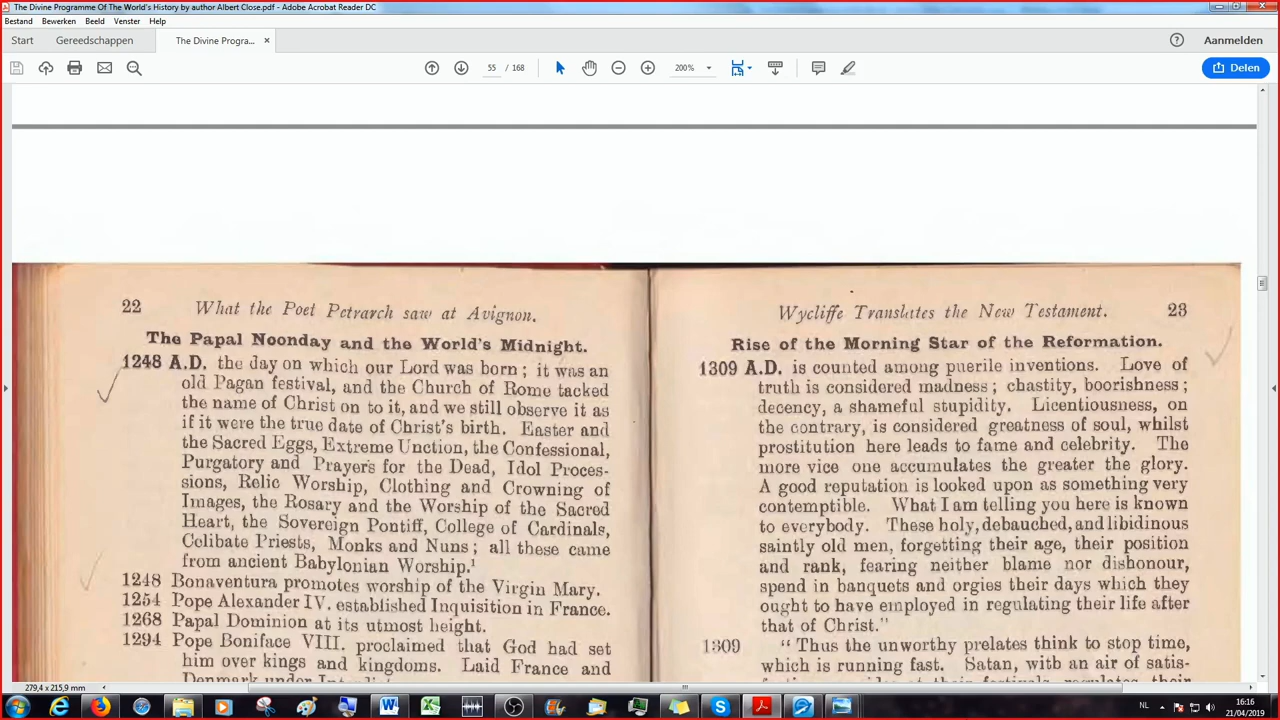 The Divine Programme Of The World's History by author Albert Close.pdf - Adobe Acrobat Reader DC
Bestand Bewerken Beeld Venster Help
Start Gereedschappen The Divine Progra... × Aanmelden
55 / 168 200% Delen
22 What the Poet Petrarch saw at Avignon.
The Papal Noonday and the World's Midnight.
1248 A.D. the day on which our Lord was born ; it was an
old Pagan festival, and the Church of Rome tacked
the name of Christ on to it, and we still observe it as
if it were the true date of Christ's birth. Easter and
the Sacred Eggs, Extreme Unction, the Confessional,
Purgatory and Prayers for the Dead, Idol Proces-
sions, Relic Worship, Clothing and Crowning of
Images, the Rosary and the Worship of the Sacred
Heart, the Sovereign Pontiff, College of Cardinals,
Celibate Priests, Monks and Nuns ; all these came
from ancient Babylonian Worship.¹
1248 Bonaventura promotes worship of the Virgin Mary.
1254 Pope Alexander IV. established Inquisition in France.
1268 Papal Dominion at its utmost height.
1294 Pope Boniface VIII. proclaimed that God had set
him over kings and kingdoms. Laid France and
Denmark under
Wycliffe Translates the New Testament. 23
Rise of the Morning Star of the Reformation.
1309 A.D. is counted among puerile inventions. Love of
truth is considered madness ; chastity, boorishness ;
decency, a shameful stupidity. Licentiousness, on
the contrary, is considered greatness of soul, whilst
prostitution here leads to fame and celebrity. The
more vice one accumulates the greater the glory.
A good reputation is looked upon as something very
contemptible. What I am telling you here is known
to everybody. These holy, debauched, and libidinous
saintly old men, forgetting their age, their position
and rank, fearing neither blame nor dishonour,
spend in banquets and orgies their days which they
ought to have employed in regulating their life after
that of Christ."
1309 "Thus the unworthy prelates think to stop time,
which is running fast. Satan, with an air of satis-
279,4 x 215,9 mm
NL 16:16
21/04/2019